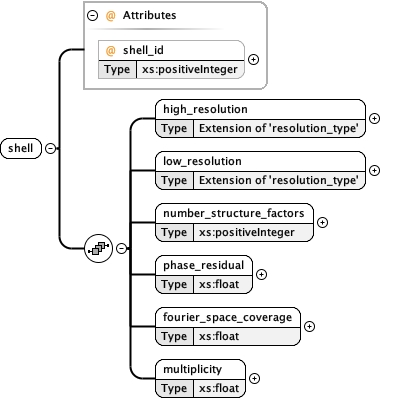 @ Attributes
@ shell_id
Type xs:positiveInteger
shell
high_resolution
Type Extension of 'resolution_type'
low_resolution
Type Extension of 'resolution_type'
number_structure_factors
Type xs:positiveInteger
phase_residual
Type xs:float
fourier_space_coverage
Type xs:float
multiplicity
Type xs:float